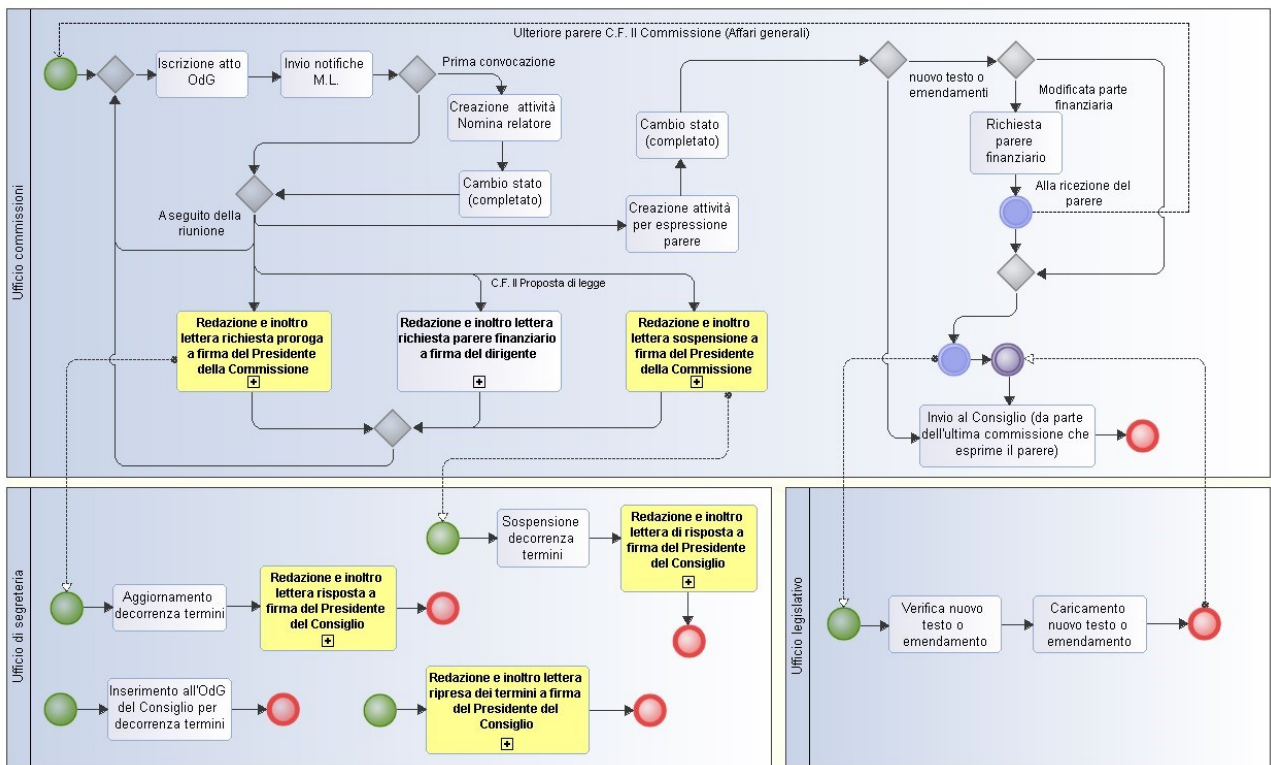 Ufficio commissioni
Ulteriore parere C.F. II Commissione (Affari generali)
Iscrizione atto
OdG
Invio notifiche
M.L.
Prima convocazione
Creazione attività
Nomina relatore
Cambio stato
(completato)
A seguito della
riunione
Cambio stato
(completato)
Creazione attività
per espressione
parere
nuovo testo o
emendamenti
Modificata parte
finanziaria
Richiesta
parere
finanziario
Alla ricezione del
parere
C.F. II Proposta di legge
Redazione e inoltro
lettera richiesta proroga
a firma del Presidente
della Commissione
Redazione e inoltro lettera
richiesta parere finanziario
a firma del dirigente
Redazione e inoltro
lettera sospensione a
firma del Presidente
della Commissione
Invio al Consiglio (da parte
dell'ultima commissione che
esprime il parere)
Ufficio di segreteria
Sospensione
decorrenza
termini
Redazione e inoltro
lettera di risposta a
firma del Presidente
del Consiglio
Aggiornamento
decorrenza termini
Redazione e inoltro
lettera risposta a
firma del Presidente
del Consiglio
Inserimento all'OdG
del Consiglio per
decorrenza termini
Redazione e inoltro lettera
ripresa dei termini a firma
del Presidente del
Consiglio
Ufficio legislativo
Verifica nuovo
testo o
emendamento
Caricamento
nuovo testo o
emendamento